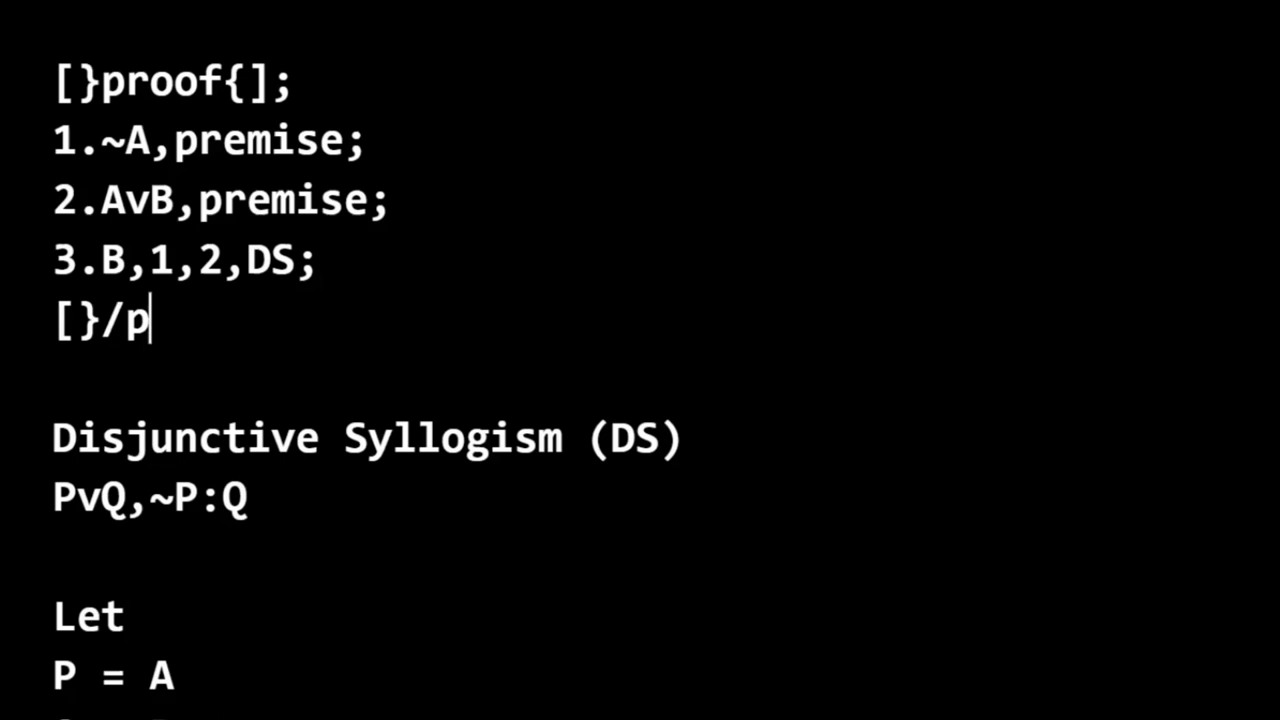 [}proof{];
1.~A,premise;
2.AvB,premise;
3.B,1,2,DS;
[}/p
Disjunctive Syllogism (DS)
PvQ,~P:Q
Let
P = A